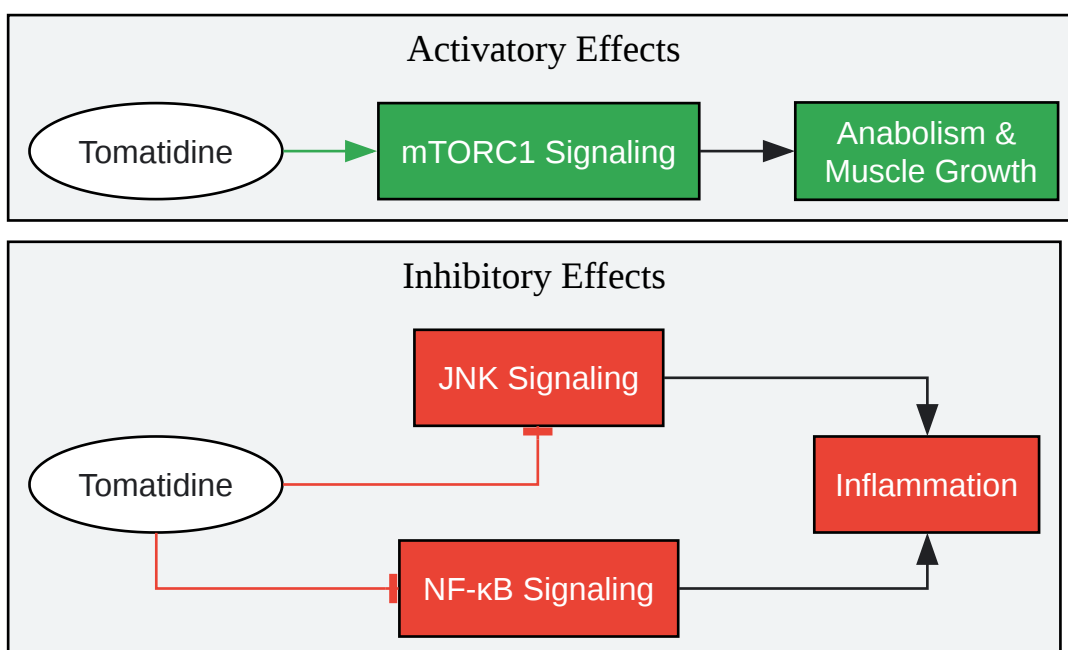 Activatory Effects
Tomatidine
mTORC1 Signaling
Anabolism &
Muscle Growth
Inhibitory Effects
JNK Signaling
Tomatidine
Inflammation
NF-κB Signaling